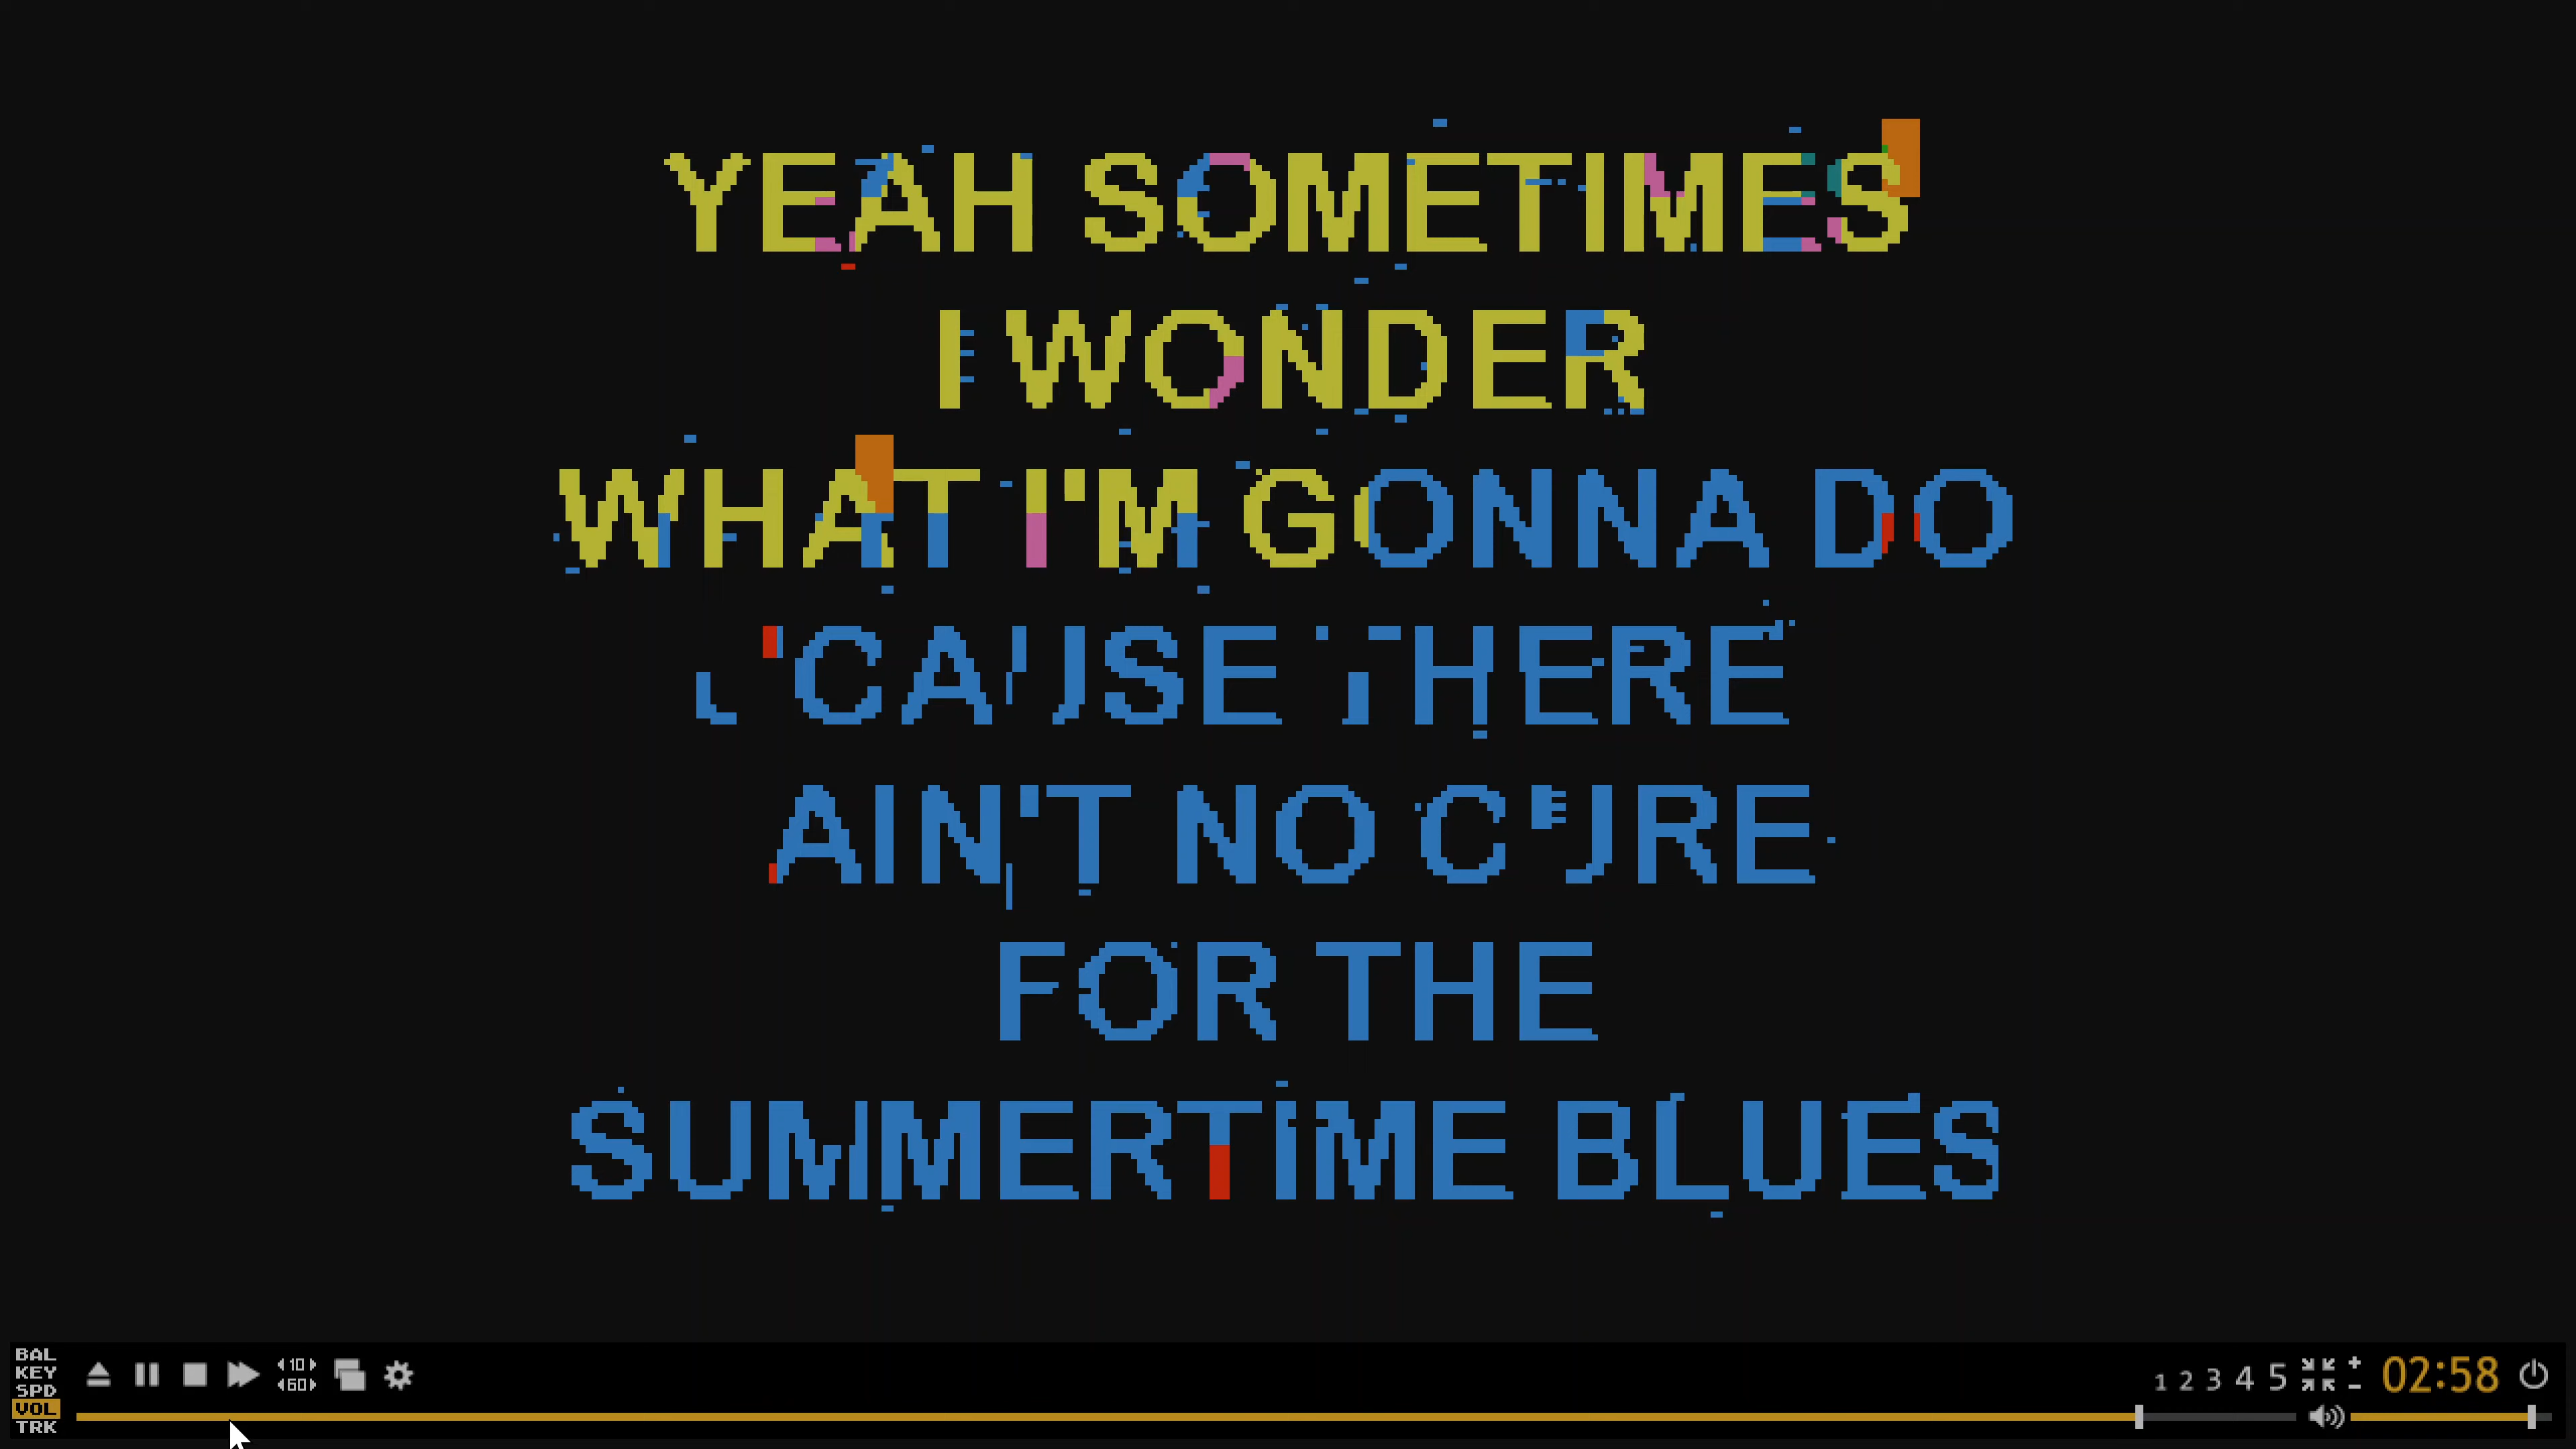 YEAH SOMETIMES
I WONDER
WHAT I'M GONNA DO
'CAUSE THERE
AIN'T NO CURE
FOR THE
SUMMERTIME BLUES
BAL
KEY
SPD
VOL
TRK
10
60
1 2 3 4 5
+
-
02:58